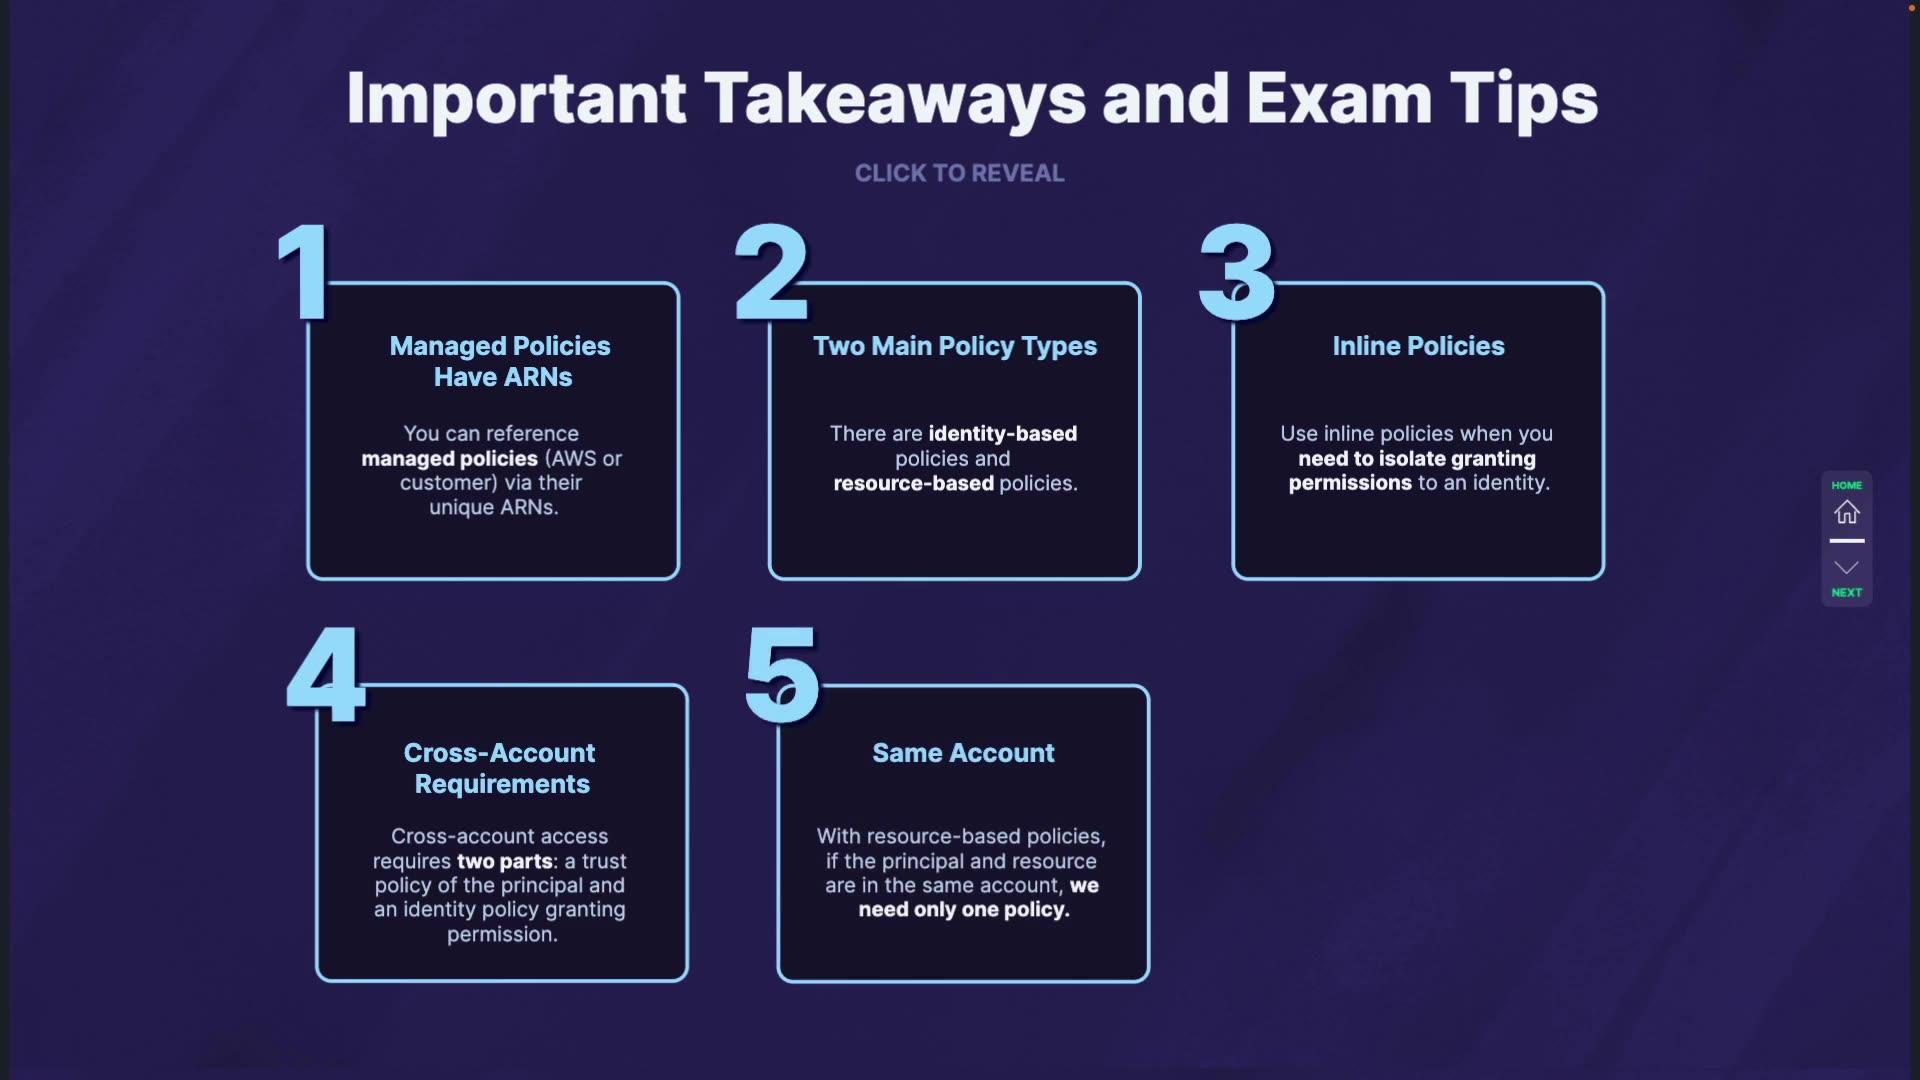 Important Takeaways and Exam Tips
CLICK TO REVEAL
1
Managed Policies
Have ARNs
You can reference
managed policies (AWS or
customer) via their
unique ARNs.
2
Two Main Policy Types
There are identity-based
policies and
resource-based policies.
3
Inline Policies
Use inline policies when you
need to isolate granting
permissions to an identity.
4
Cross-Account
Requirements
Cross-account access
requires two parts: a trust
policy of the principal and
an identity policy granting
permission.
5
Same Account
With resource-based policies,
if the principal and resource
are in the same account, we
need only one policy.
HOME
NEXT